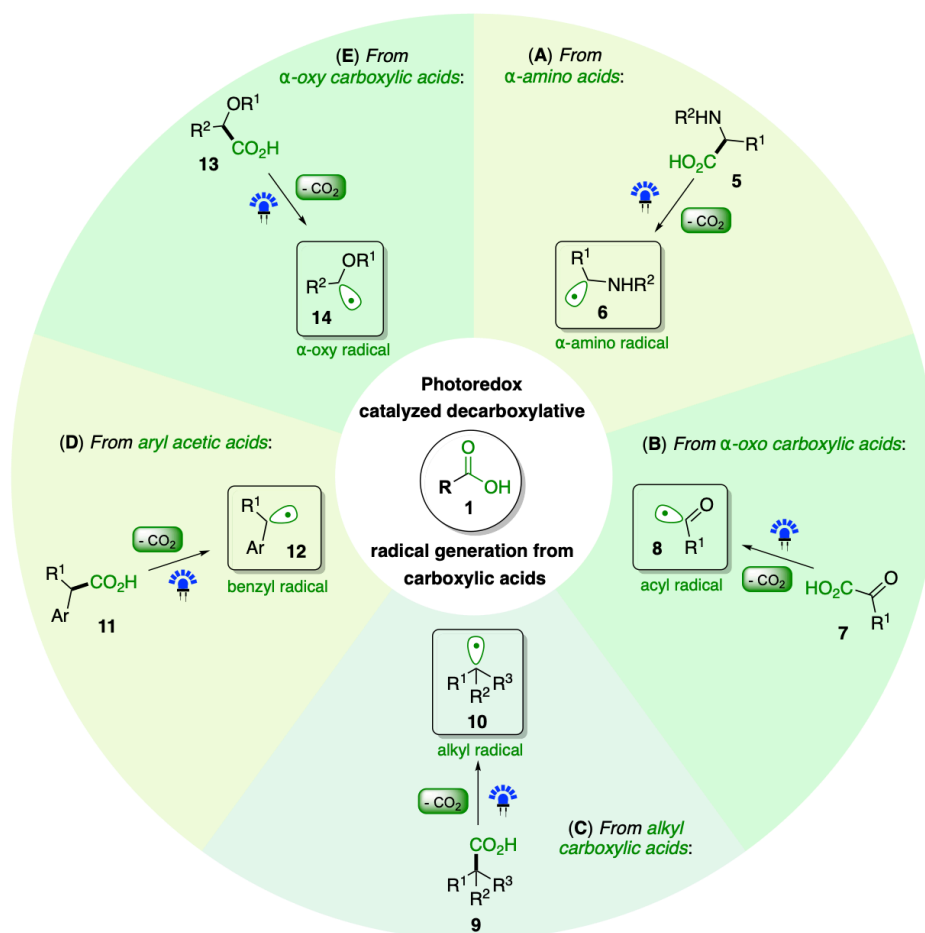 (E) From
α-oxy carboxylic acids:
OR¹
R²
CO₂H
13
- CO₂
OR¹
R²
14
α-oxy radical
(A) From
α-amino acids:
R²HN
R¹
HO₂C
5
- CO₂
R¹
NHR²
6
α-amino radical
Photoredox
catalyzed decarboxylative
O
R
OH
1
radical generation from
carboxylic acids
(B) From α-oxo carboxylic acids:
O
8
R¹
acyl radical
- CO₂
HO₂C
O
7
R¹
(D) From aryl acetic acids:
R¹
Ar
12
benzyl radical
- CO₂
R¹
CO₂H
Ar
11
R¹
R²
R³
10
alkyl radical
- CO₂
(C) From alkyl
carboxylic acids:
CO₂H
R¹
R²
R³
9